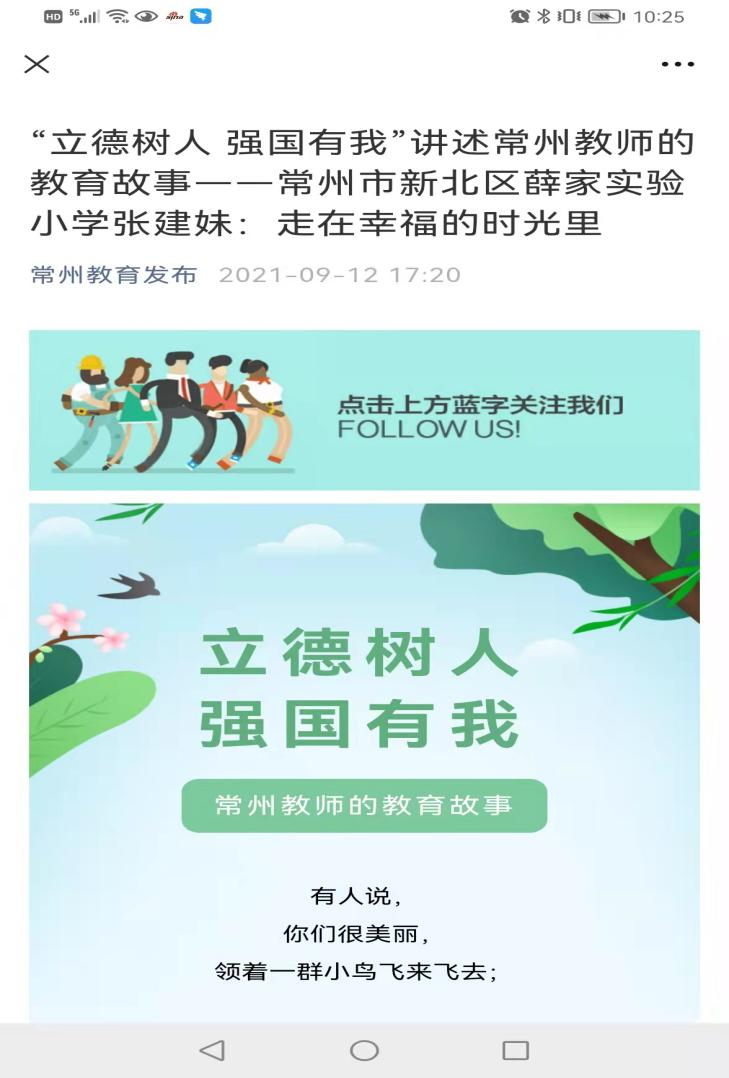 HD 5G 10:25
“立德树人 强国有我”讲述常州教师的
教育故事——常州市新北区薛家实验
小学张建妹：走在幸福的时光里
常州教育发布 2021-09-12 17:20
点击上方蓝字关注我们
FOLLOW US!
立德树人
强国有我
常州教师的教育故事
有人说,
你们很美丽,
领着一群小鸟飞来飞去;